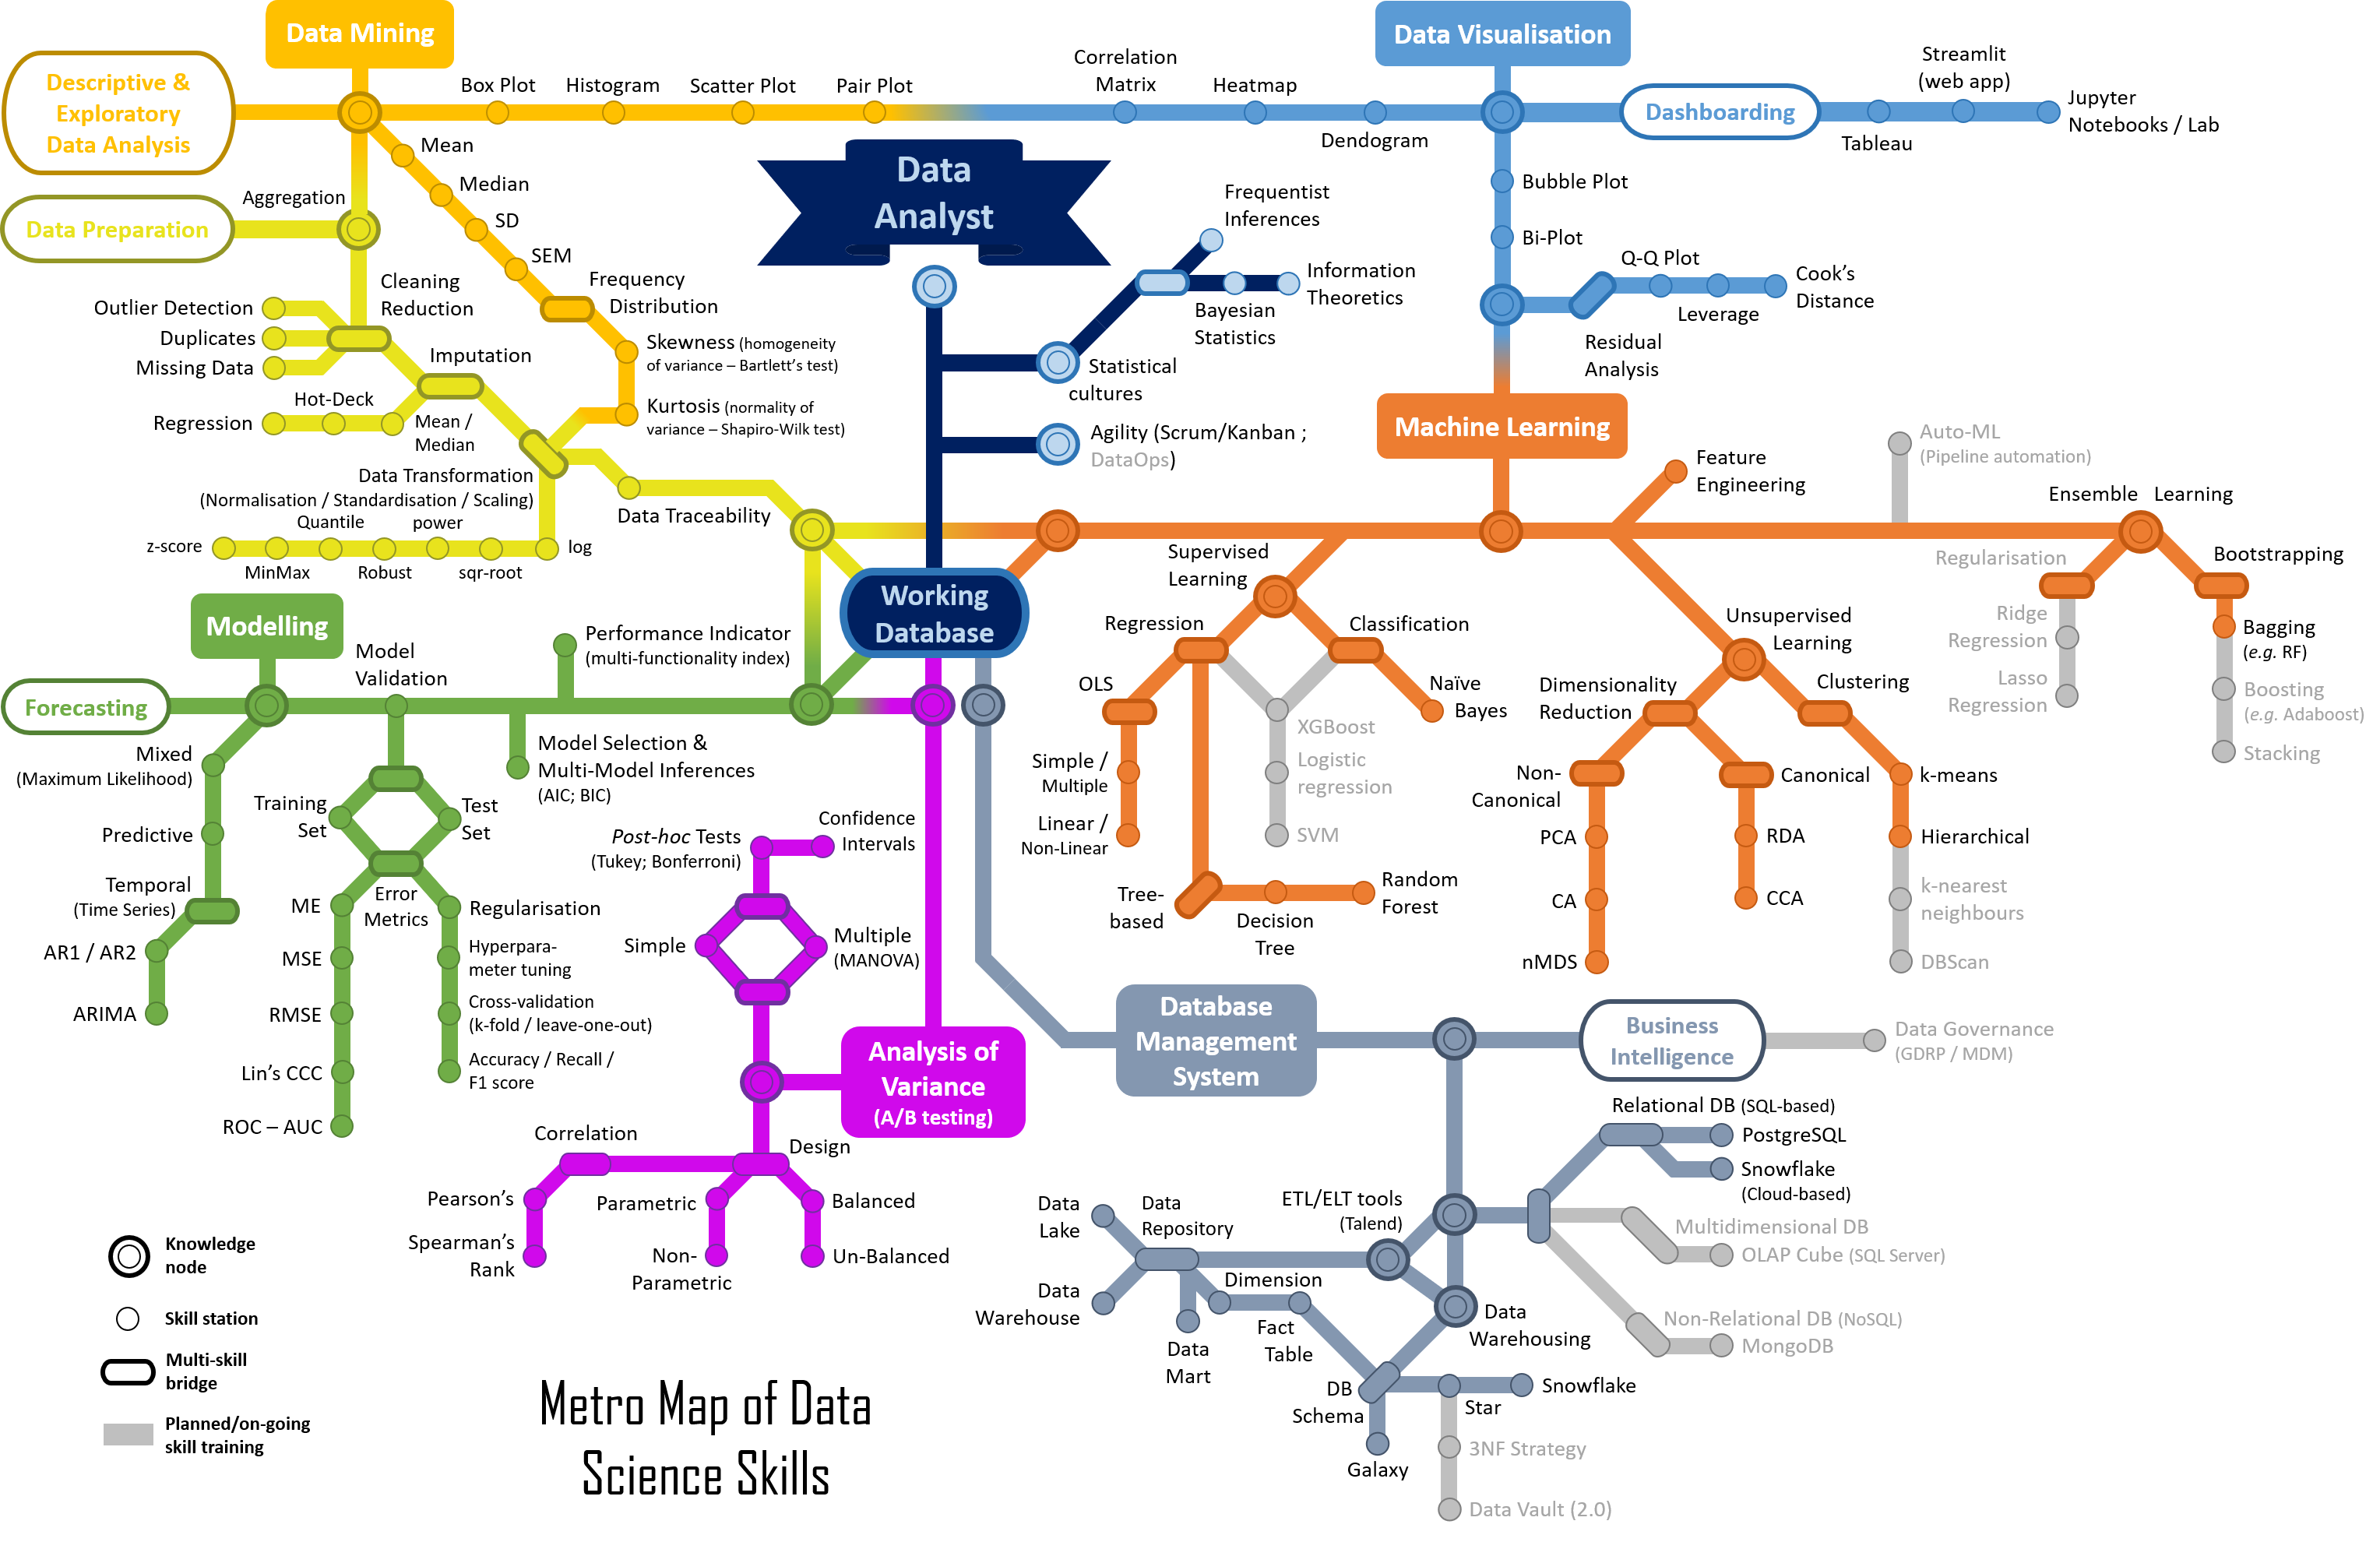 Data Mining
Descriptive &
Exploratory
Data Analysis
Box Plot
Histogram
Scatter Plot
Pair Plot
Mean
Median
SD
SEM
Frequency
Distribution
Skewness (homogeneity
of variance – Bartlett's test)
Kurtosis (normality of
variance – Shapiro-Wilk test)
Data Preparation
Aggregation
Cleaning
Reduction
Outlier Detection
Duplicates
Missing Data
Imputation
Regression
Hot-Deck
Mean /
Median
Data Transformation
(Normalisation / Standardisation / Scaling)
z-score
MinMax
Quantile
Robust
power
sqr-root
log
Data Traceability
Data
Analyst
Frequentist
Inferences
Information
Theoretics
Bayesian
Statistics
Statistical
cultures
Agility (Scrum/Kanban ;
DataOps)
Working
Database
Data Visualisation
Correlation
Matrix
Heatmap
Dendogram
Dashboarding
Tableau
Streamlit
(web app)
Jupyter
Notebooks / Lab
Bubble Plot
Bi-Plot
Q-Q Plot
Leverage
Cook's
Distance
Residual
Analysis
Machine Learning
Feature
Engineering
Auto-ML
(Pipeline automation)
Ensemble Learning
Regularisation
Ridge
Regression
Lasso
Regression
Bootstrapping
Bagging
(e.g. RF)
Boosting
(e.g. Adaboost)
Stacking
Supervised
Learning
Regression
Classification
OLS
Simple /
Multiple
Linear /
Non-Linear
XGBoost
Logistic
regression
SVM
Naïve
Bayes
Tree-
based
Decision
Tree
Random
Forest
Unsupervised
Learning
Dimensionality
Reduction
Clustering
Non-
Canonical
PCA
CA
nMDS
Canonical
RDA
CCA
k-means
Hierarchical
k-nearest
neighbours
DBScan
Modelling
Forecasting
Model
Validation
Performance Indicator
(multi-functionality index)
Model Selection &
Multi-Model Inferences
(AIC; BIC)
Mixed
(Maximum Likelihood)
Predictive
Temporal
(Time Series)
AR1 / AR2
ARIMA
Training
Set
Test
Set
Error
Metrics
ME
MSE
RMSE
Lin's CCC
ROC – AUC
Regularisation
Hyperpara-
meter tuning
Cross-validation
(k-fold / leave-one-out)
Accuracy / Recall /
F1 score
Post-hoc Tests
(Tukey; Bonferroni)
Confidence
Intervals
Simple
Multiple
(MANOVA)
Analysis of
Variance
(A/B testing)
Correlation
Design
Pearson's
Spearman's
Rank
Parametric
Non-
Parametric
Balanced
Un-Balanced
Database
Management
System
Business
Intelligence
Data Governance
(GDRP / MDM)
Relational DB (SQL-based)
PostgreSQL
Snowflake
(Cloud-based)
Multidimensional DB
OLAP Cube (SQL Server)
Non-Relational DB (NoSQL)
MongoDB
ETL/ELT tools
(Talend)
Data
Lake
Data
Repository
Data
Warehouse
Data
Mart
Dimension
Fact
Table
Data
Warehousing
DB
Schema
Star
Snowflake
Galaxy
3NF Strategy
Data Vault (2.0)
Knowledge
node
Skill station
Multi-skill
bridge
Planned/on-going
skill training
Metro Map of Data
Science Skills